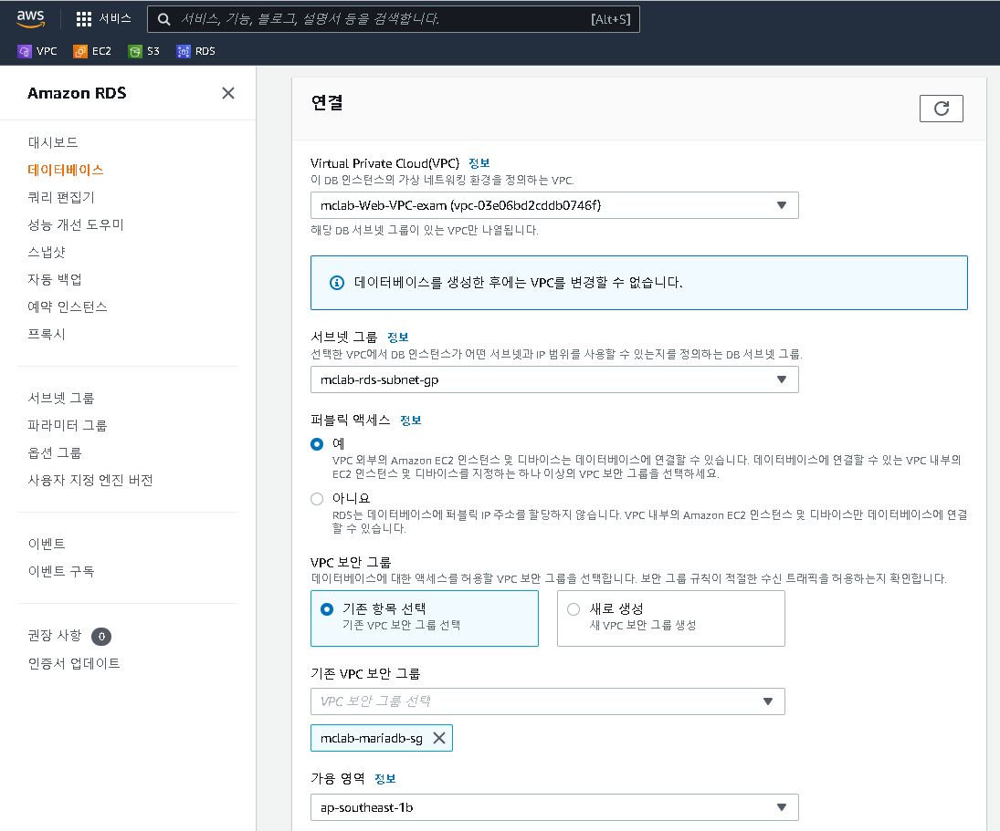 aws
서비스
서비스, 기능, 블로그, 설명서 등을 검색합니다.
[Alt+S]
VPC
EC2
S3
RDS
Amazon RDS
대시보드
데이터베이스
쿼리 편집기
성능 개선 도우미
스냅샷
자동 백업
예약 인스턴스
프록시
서브넷 그룹
파라미터 그룹
옵션 그룹
사용자 지정 엔진 버전
이벤트
이벤트 구독
권장 사항 0
인증서 업데이트
연결
Virtual Private Cloud(VPC) 정보
이 DB 인스턴스의 가상 네트워킹 환경을 정의하는 VPC.
mclab-Web-VPC-exam (vpc-03e06bd2cddb0746f)
해당 DB 서브넷 그룹이 있는 VPC만 나열됩니다.
데이터베이스를 생성한 후에는 VPC를 변경할 수 없습니다.
서브넷 그룹 정보
선택한 VPC에서 DB 인스턴스가 어떤 서브넷과 IP 범위를 사용할 수 있는지를 정의하는 DB 서브넷 그룹.
mclab-rds-subnet-gp
퍼블릭 액세스 정보
예
VPC 외부의 Amazon EC2 인스턴스 및 디바이스는 데이터베이스에 연결할 수 있습니다. 데이터베이스에 연결할 수 있는 VPC 내부의
EC2 인스턴스 및 디바이스를 지정하는 하나 이상의 VPC 보안 그룹을 선택하세요.
아니요
RDS는 데이터베이스에 퍼블릭 IP 주소를 할당하지 않습니다. VPC 내부의 Amazon EC2 인스턴스 및 디바이스만 데이터베이스에 연결
할 수 있습니다.
VPC 보안 그룹
데이터베이스에 대한 액세스를 허용할 VPC 보안 그룹을 선택합니다. 보안 그룹 규칙이 적절한 수신 트래픽을 허용하는지 확인합니다.
기존 항목 선택
기존 VPC 보안 그룹 선택
새로 생성
새 VPC 보안 그룹 생성
기존 VPC 보안 그룹
VPC 보안 그룹 선택
mclab-mariadb-sg
가용 영역 정보
ap-southeast-1b